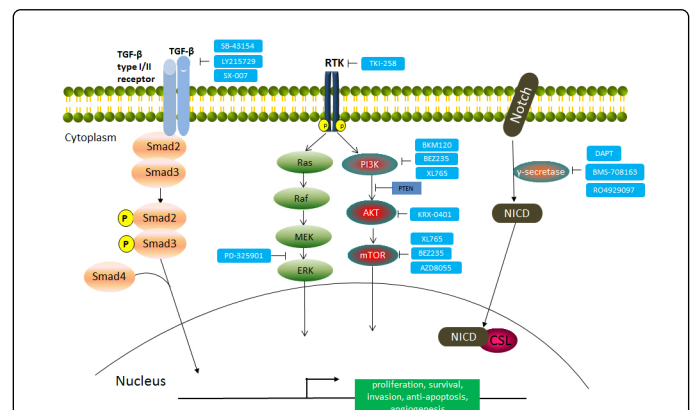 TGF-β
type I/II
receptor
TGF-β
SB-43154
LY215729
SX-007
RTK
TKI-258
Notch
Cytoplasm
P
P
Smad2
Smad3
Ras
Raf
MEK
ERK
PD-325901
PI3K
BKM120
BEZ235
XL765
PTEN
AKT
KRX-0401
mTOR
XL765
BEZ235
AZD8055
γ-secretase
DAPT
BMS-708163
RO4929097
NICD
P
Smad2
P
Smad3
Smad4
NICD
CSL
Nucleus
proliferation, survival,
invasion, anti-apoptosis,
angiogenesis